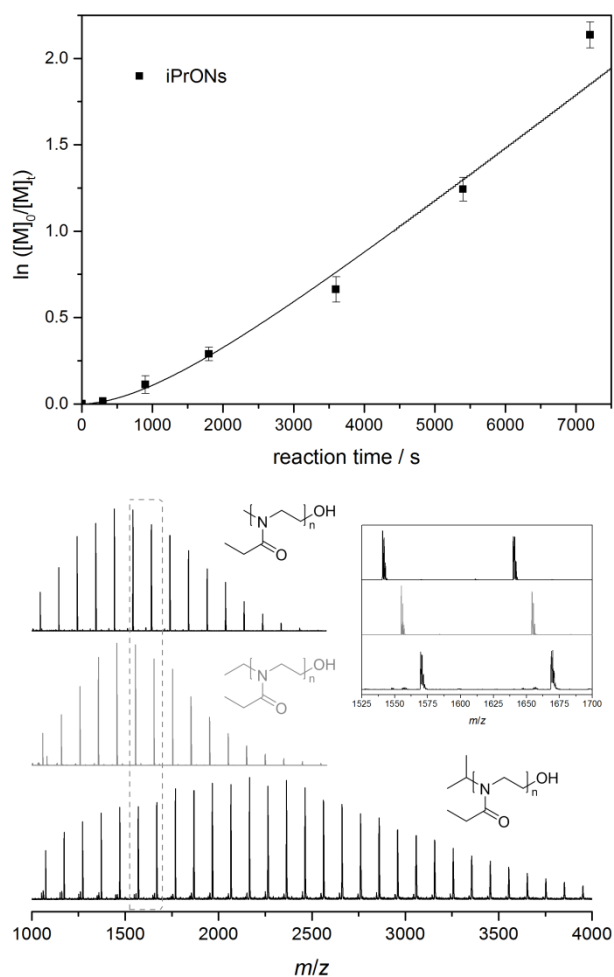 2.0
1.5
1.0
0.5
0.0
ln ([M]0/[M]t)
iPrONs
0 1000 2000 3000 4000 5000 6000 7000
reaction time / s
N
OH
n
O
N
OH
n
O
1525 1550 1575 1600 1625 1650 1675 1700
m/z
N
OH
n
O
1000 1500 2000 2500 3000 3500 4000
m/z